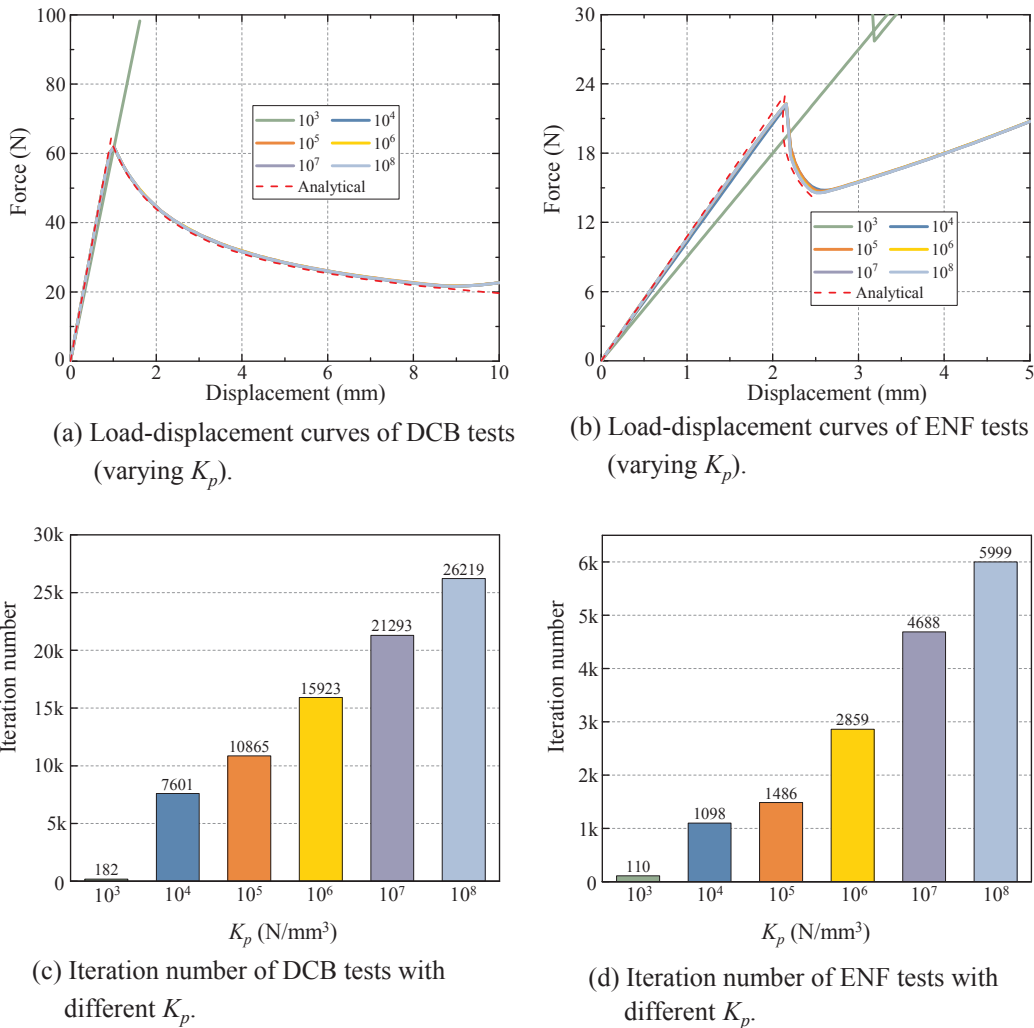 100
80
60
40
20
0
Force (N)
10³ 10⁴
10⁵ 10⁶
10⁷ 10⁸
Analytical
0 2 4 6 8 10
Displacement (mm)
(a) Load-displacement curves of DCB tests
(varying Kₚ).
30
24
18
12
6
0
Force (N)
10³ 10⁴
10⁵ 10⁶
10⁷ 10⁸
Analytical
0 1 2 3 4 5
Displacement (mm)
(b) Load-displacement curves of ENF tests
(varying Kₚ).
30k
25k
20k
15k
10k
5k
0
Iteration number
182
7601
10865
15923
21293
26219
10³ 10⁴ 10⁵ 10⁶ 10⁷ 10⁸
Kₚ (N/mm³)
(c) Iteration number of DCB tests with
different Kₚ.
6k
5k
4k
3k
2k
1k
0
Iteration number
110
1098
1486
2859
4688
5999
10³ 10⁴ 10⁵ 10⁶ 10⁷ 10⁸
Kₚ (N/mm³)
(d) Iteration number of ENF tests with
different Kₚ.